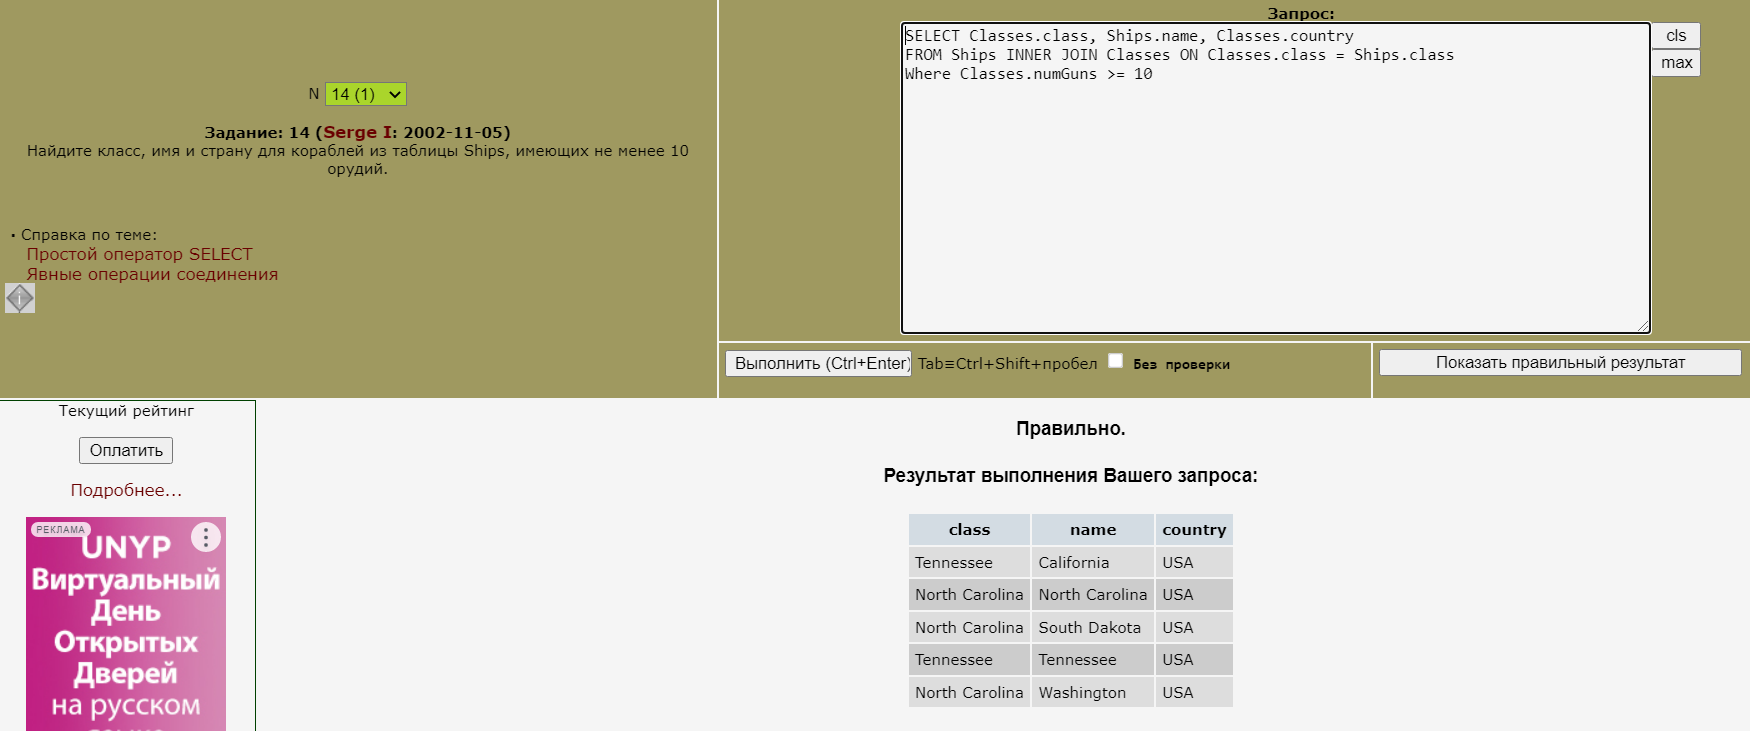 N 14 (1)
Задание: 14 (Serge I: 2002-11-05)
Найдите класс, имя и страну для кораблей из таблицы Ships, имеющих не менее 10
орудий.
• Справка по теме:
Простой оператор SELECT
Явные операции соединения
i
Запрос:
SELECT Classes.class, Ships.name, Classes.country
FROM Ships INNER JOIN Classes ON Classes.class = Ships.class
Where Classes.numGuns >= 10
cls
max
Выполнить (Ctrl+Enter) Tab≡Ctrl+Shift+пробел Без проверки
Показать правильный результат
Текущий рейтинг
Оплатить
Подробнее...
РЕКЛАМА
UNYP
Виртуальный
День
Открытых
Дверей
на русском
Правильно.
Результат выполнения Вашего запроса:
class name country
Tennessee California USA
North Carolina North Carolina USA
North Carolina South Dakota USA
Tennessee Tennessee USA
North Carolina Washington USA